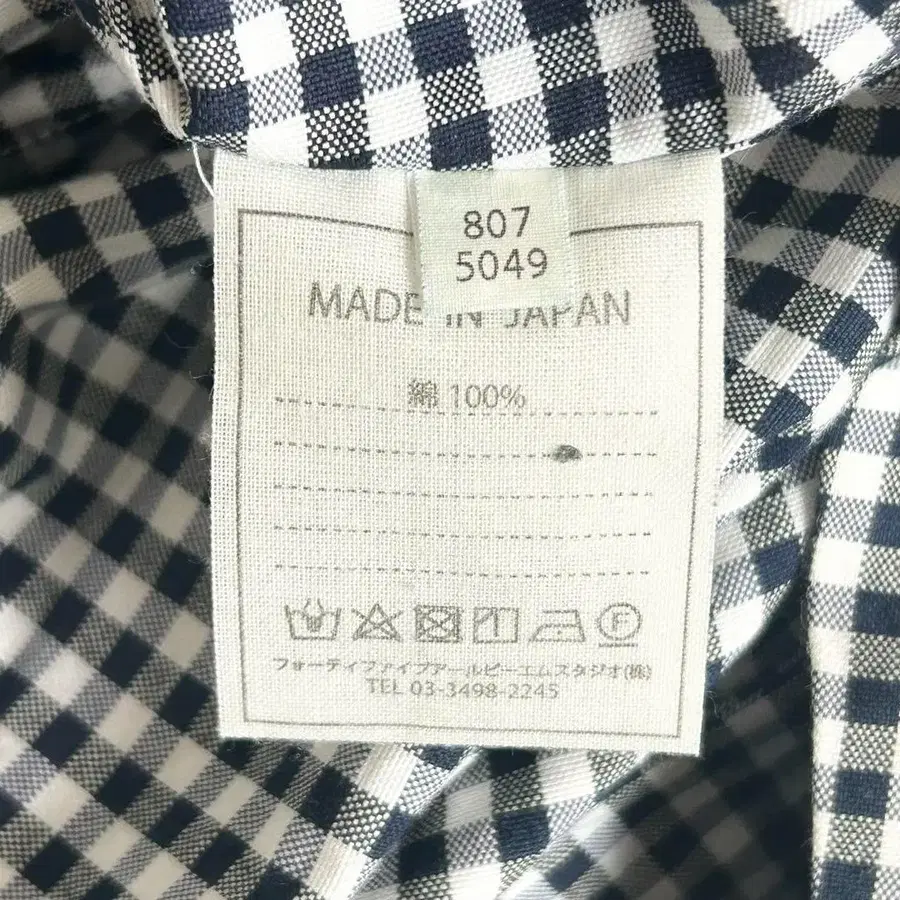 807
5049
MADE IN JAPAN
綿 100%
F
フォーティファイブアールピーエムスタジオ(株)
TEL 03-3498-2245